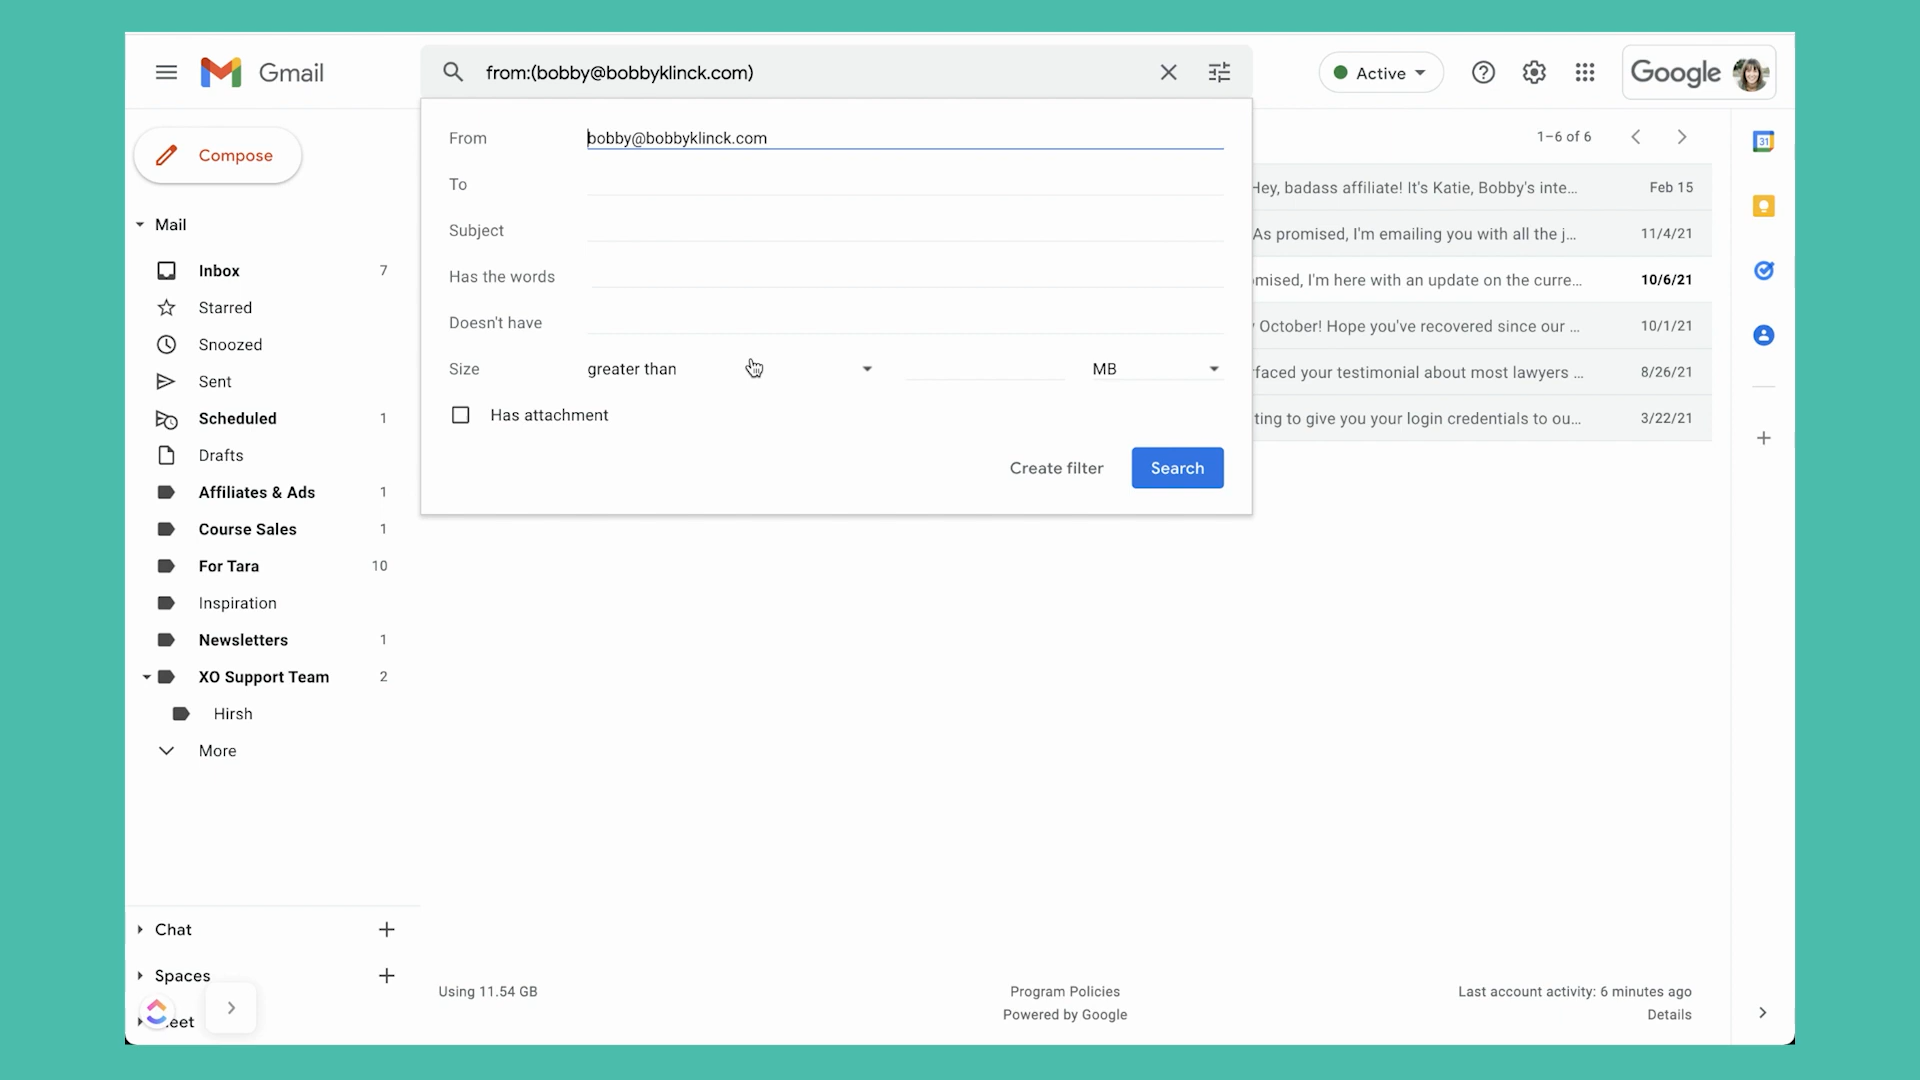 Gmail
from:(bobby@bobbyklinck.com)
Active
Google
Compose
From bobby@bobbyklinck.com
To
Subject
Has the words
Doesn't have
Size greater than MB
Has attachment
Create filter Search
1–6 of 6
Hey, badass affiliate! It's Katie, Bobby's inte... Feb 15
As promised, I'm emailing you with all the j... 11/4/21
mised, I'm here with an update on the curre... 10/6/21
October! Hope you've recovered since our ... 10/1/21
faced your testimonial about most lawyers ... 8/26/21
ting to give you your login credentials to ou... 3/22/21
31
Mail
Inbox 7
Starred
Snoozed
Sent
Scheduled 1
Drafts
Affiliates & Ads 1
Course Sales 1
For Tara 10
Inspiration
Newsletters 1
XO Support Team 2
Hirsh
More
Chat
Spaces
eet
Using 11.54 GB
Program Policies
Powered by Google
Last account activity: 6 minutes ago
Details